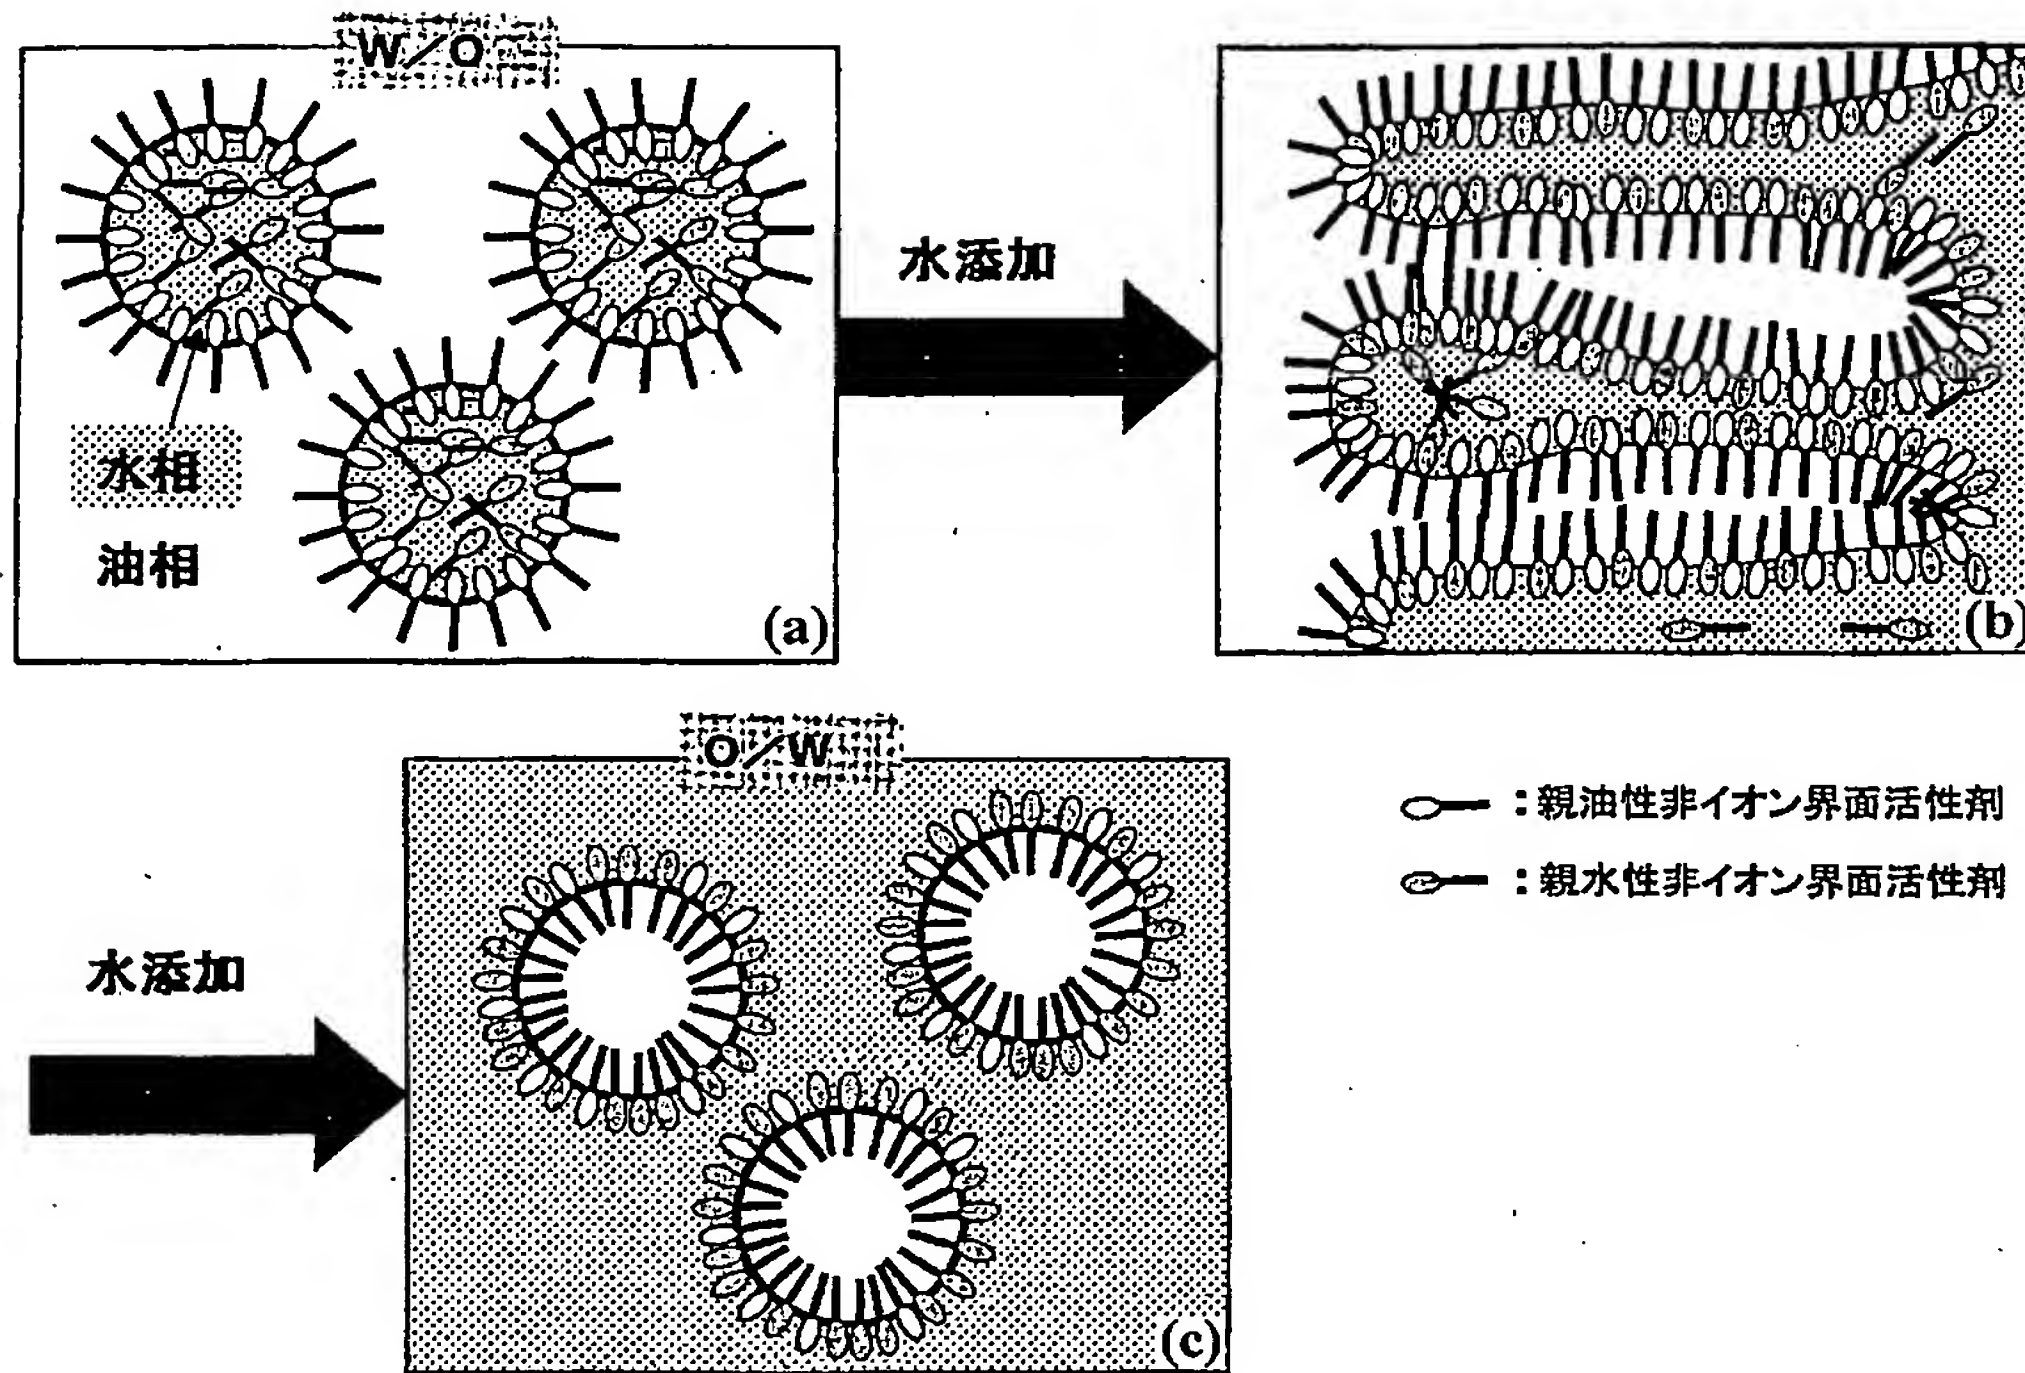 W/O
水相
油相
(a)
水添加
(b)
水添加
O/W
(c)
:親油性非イオン界面活性剤
:親水性非イオン界面活性剤